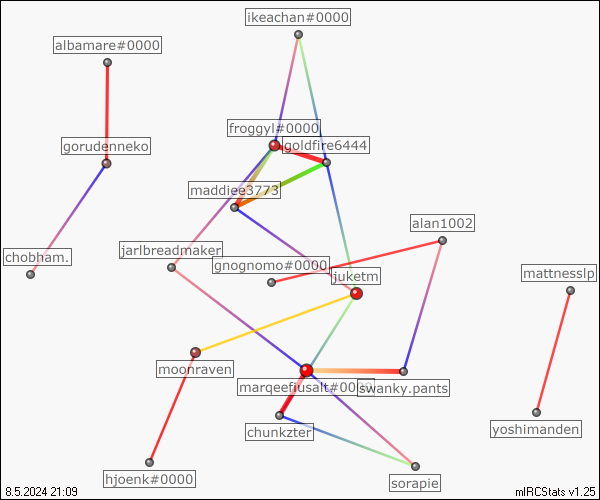 ikeachan#0000
albamare#0000
froggyl#0000
goldfire6444
gorudenneko
maddiee3773
alan1002
jarlbreadmaker
chobham.
gnognomo#0000
juketm
mattnesslp
moonraven
marqeefjusalt#00
swanky.pants
yoshimanden
chunkzter
hjoenk#0000
sorapie
8.5.2024 21:09
mIRCStats v1.25